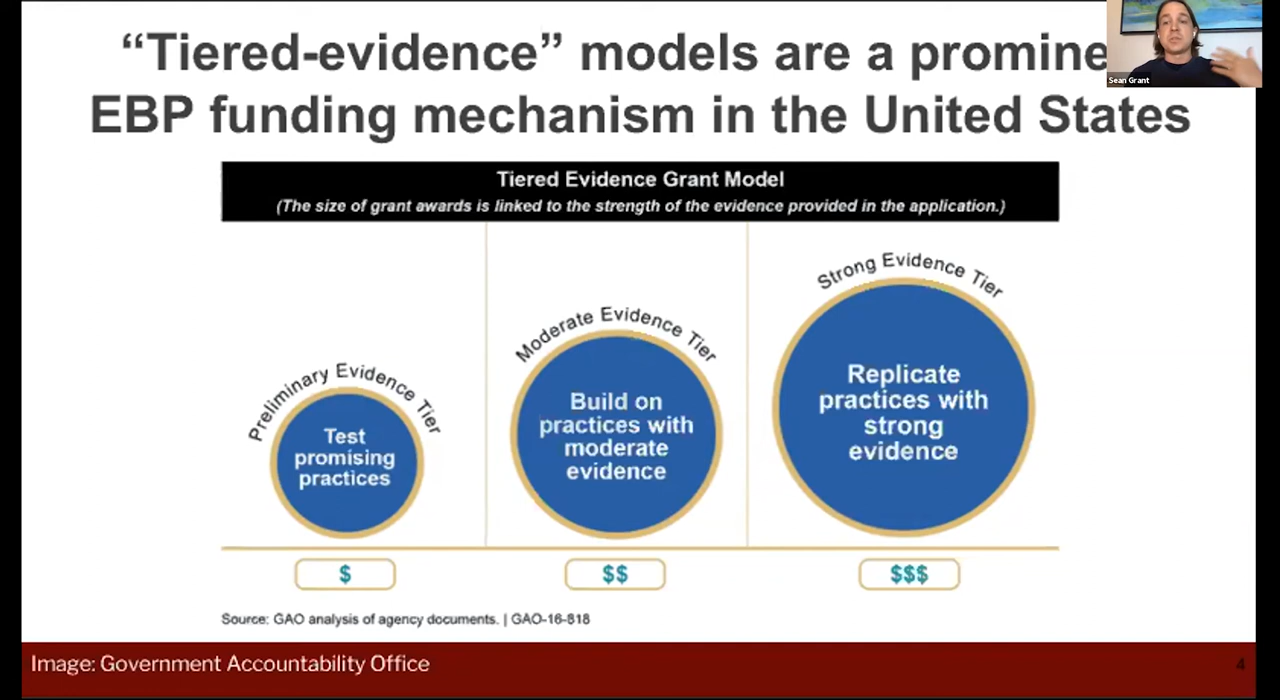 “Tiered-evidence” models are a
EBP funding mechanism in the United States
Sean Grant
Tiered Evidence Grant Model
(The size of grant awards is linked to the strength of the evidence provided in the application.)
Preliminary Evidence Tier
Test
promising
practices
$
Moderate Evidence Tier
Build on
practices with
moderate
evidence
$$
Strong Evidence Tier
Replicate
practices with
strong
evidence
$$$
Source: GAO analysis of agency documents. | GAO-16-818
Image: Government Accountability Office
4